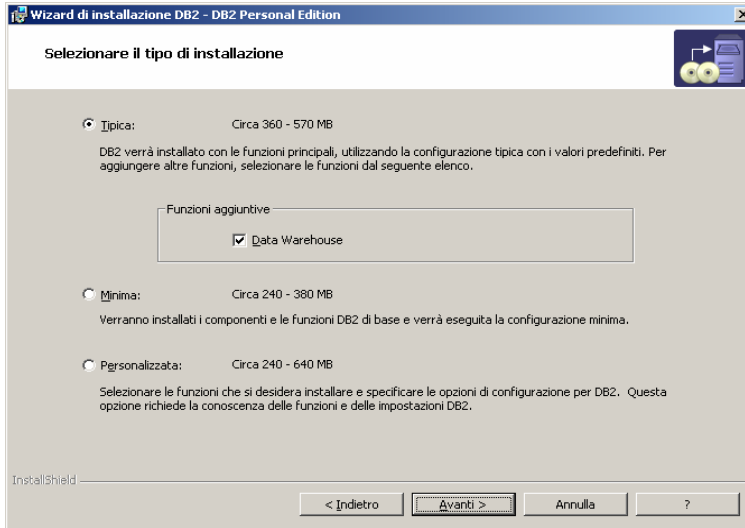 Wizard di installazione DB2 - DB2 Personal Edition
Selezionare il tipo di installazione
Tipica: Circa 360 - 570 MB
DB2 verrà installato con le funzioni principali, utilizzando la configurazione tipica con i valori predefiniti. Per
aggiungere altre funzioni, selezionare le funzioni dal seguente elenco.
Funzioni aggiuntive
Data Warehouse
Minima: Circa 240 - 380 MB
Verranno installati i componenti e le funzioni DB2 di base e verrà eseguita la configurazione minima.
Personalizzata: Circa 240 - 640 MB
Selezionare le funzioni che si desidera installare e specificare le opzioni di configurazione per DB2. Questa
opzione richiede la conoscenza delle funzioni e delle impostazioni DB2.
InstallShield
< Indietro Avanti > Annulla ?